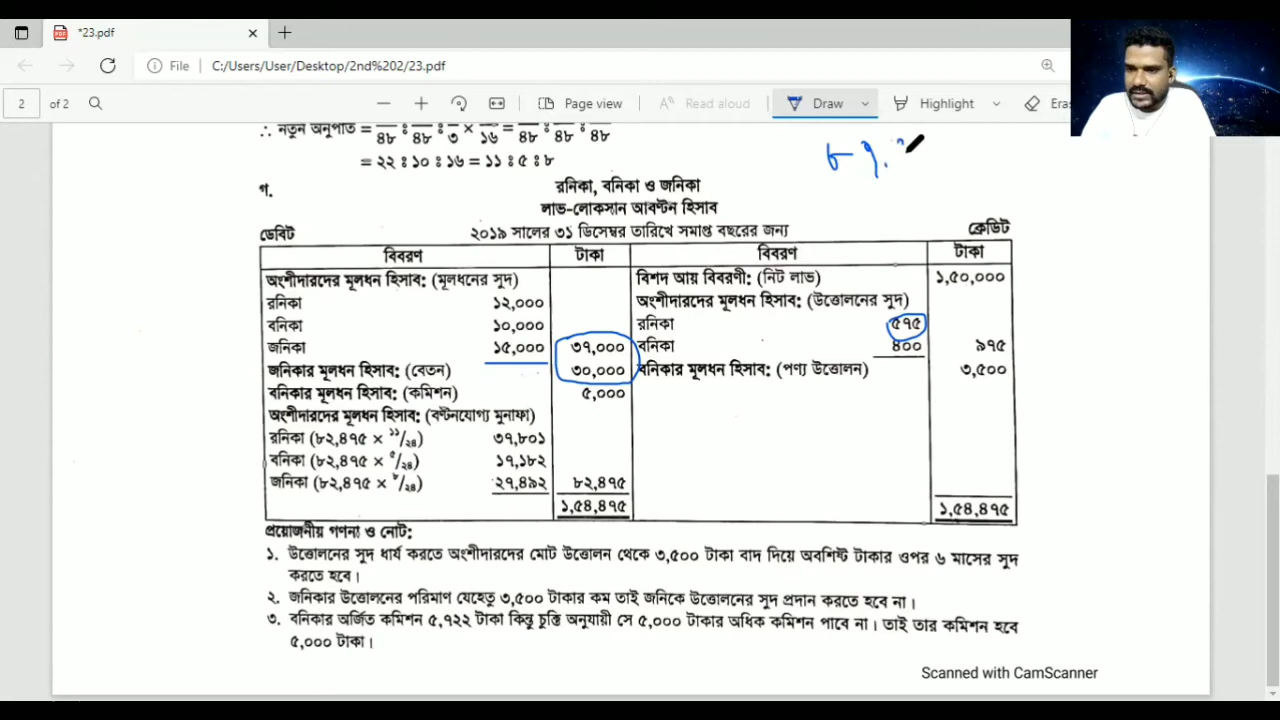 *23.pdf
File C:/Users/User/Desktop/2nd%202/23.pdf
2 of 2 Page view Read aloud Draw Highlight
∴ নতুন অনুপাত = /৪৮ : /৪৮ : /৩ × /১৬ = /৪৮ : /৪৮ : /৪৮
= ২২ : ১০ : ১৬ = ১১ : ৫ : ৮
৮%
গ. রনিকা, বনিকা ও জনিকা
লাভ-লোকসান আবণ্টন হিসাব
ডেবিট ২০১৯ সালের ৩১ ডিসেম্বর তারিখে সমাপ্ত বছরের জন্য ক্রেডিট
বিবরণ টাকা বিবরণ টাকা
অংশীদারদের মূলধন হিসাব: (মূলধনের সুদ) বিশদ আয় বিবরণী: (নিট লাভ) ১,৫০,০০০
রনিকা ১২,০০০ অংশীদারদের মূলধন হিসাব: (উত্তোলনের সুদ)
বনিকা ১০,০০০ রনিকা ৫৭৫
জনিকা ১৫,০০০ ৩৭,০০০ বনিকা ৪০০ ৯৭৫
জনিকার মূলধন হিসাব: (বেতন) ৩০,০০০ বনিকার মূলধন হিসাব: (পণ্য উত্তোলন) ৩,৫০০
বনিকার মূলধন হিসাব: (কমিশন) ৫,০০০
অংশীদারদের মূলধন হিসাব: (বণ্টনযোগ্য মুনাফা)
রনিকা (৮২,৪৭৫ × ১১/২৪) ৩৭,৮০১
বনিকা (৮২,৪৭৫ × ৫/২৪) ১৭,১৮২
জনিকা (৮২,৪৭৫ × ৮/২৪) ২৭,৪৯২ ৮২,৪৭৫
১,৫৪,৪৭৫ ১,৫৪,৪৭৫
প্রয়োজনীয় গণনা ও নোট:
১. উত্তোলনের সুদ ধার্য করতে অংশীদারদের মোট উত্তোলন থেকে ৩,৫০০ টাকা বাদ দিয়ে অবশিষ্ট টাকার ওপর ৬ মাসের সুদ
করতে হবে।
২. জনিকার উত্তোলনের পরিমাণ যেহেতু ৩,৫০০ টাকার কম তাই জনিকে উত্তোলনের সুদ প্রদান করতে হবে না।
৩. বনিকার অর্জিত কমিশন ৫,৭২২ টাকা কিন্তু চুক্তি অনুযায়ী সে ৫,০০০ টাকার অধিক কমিশন পাবে না। তাই তার কমিশন হবে
৫,০০০ টাকা।
Scanned with CamScanner